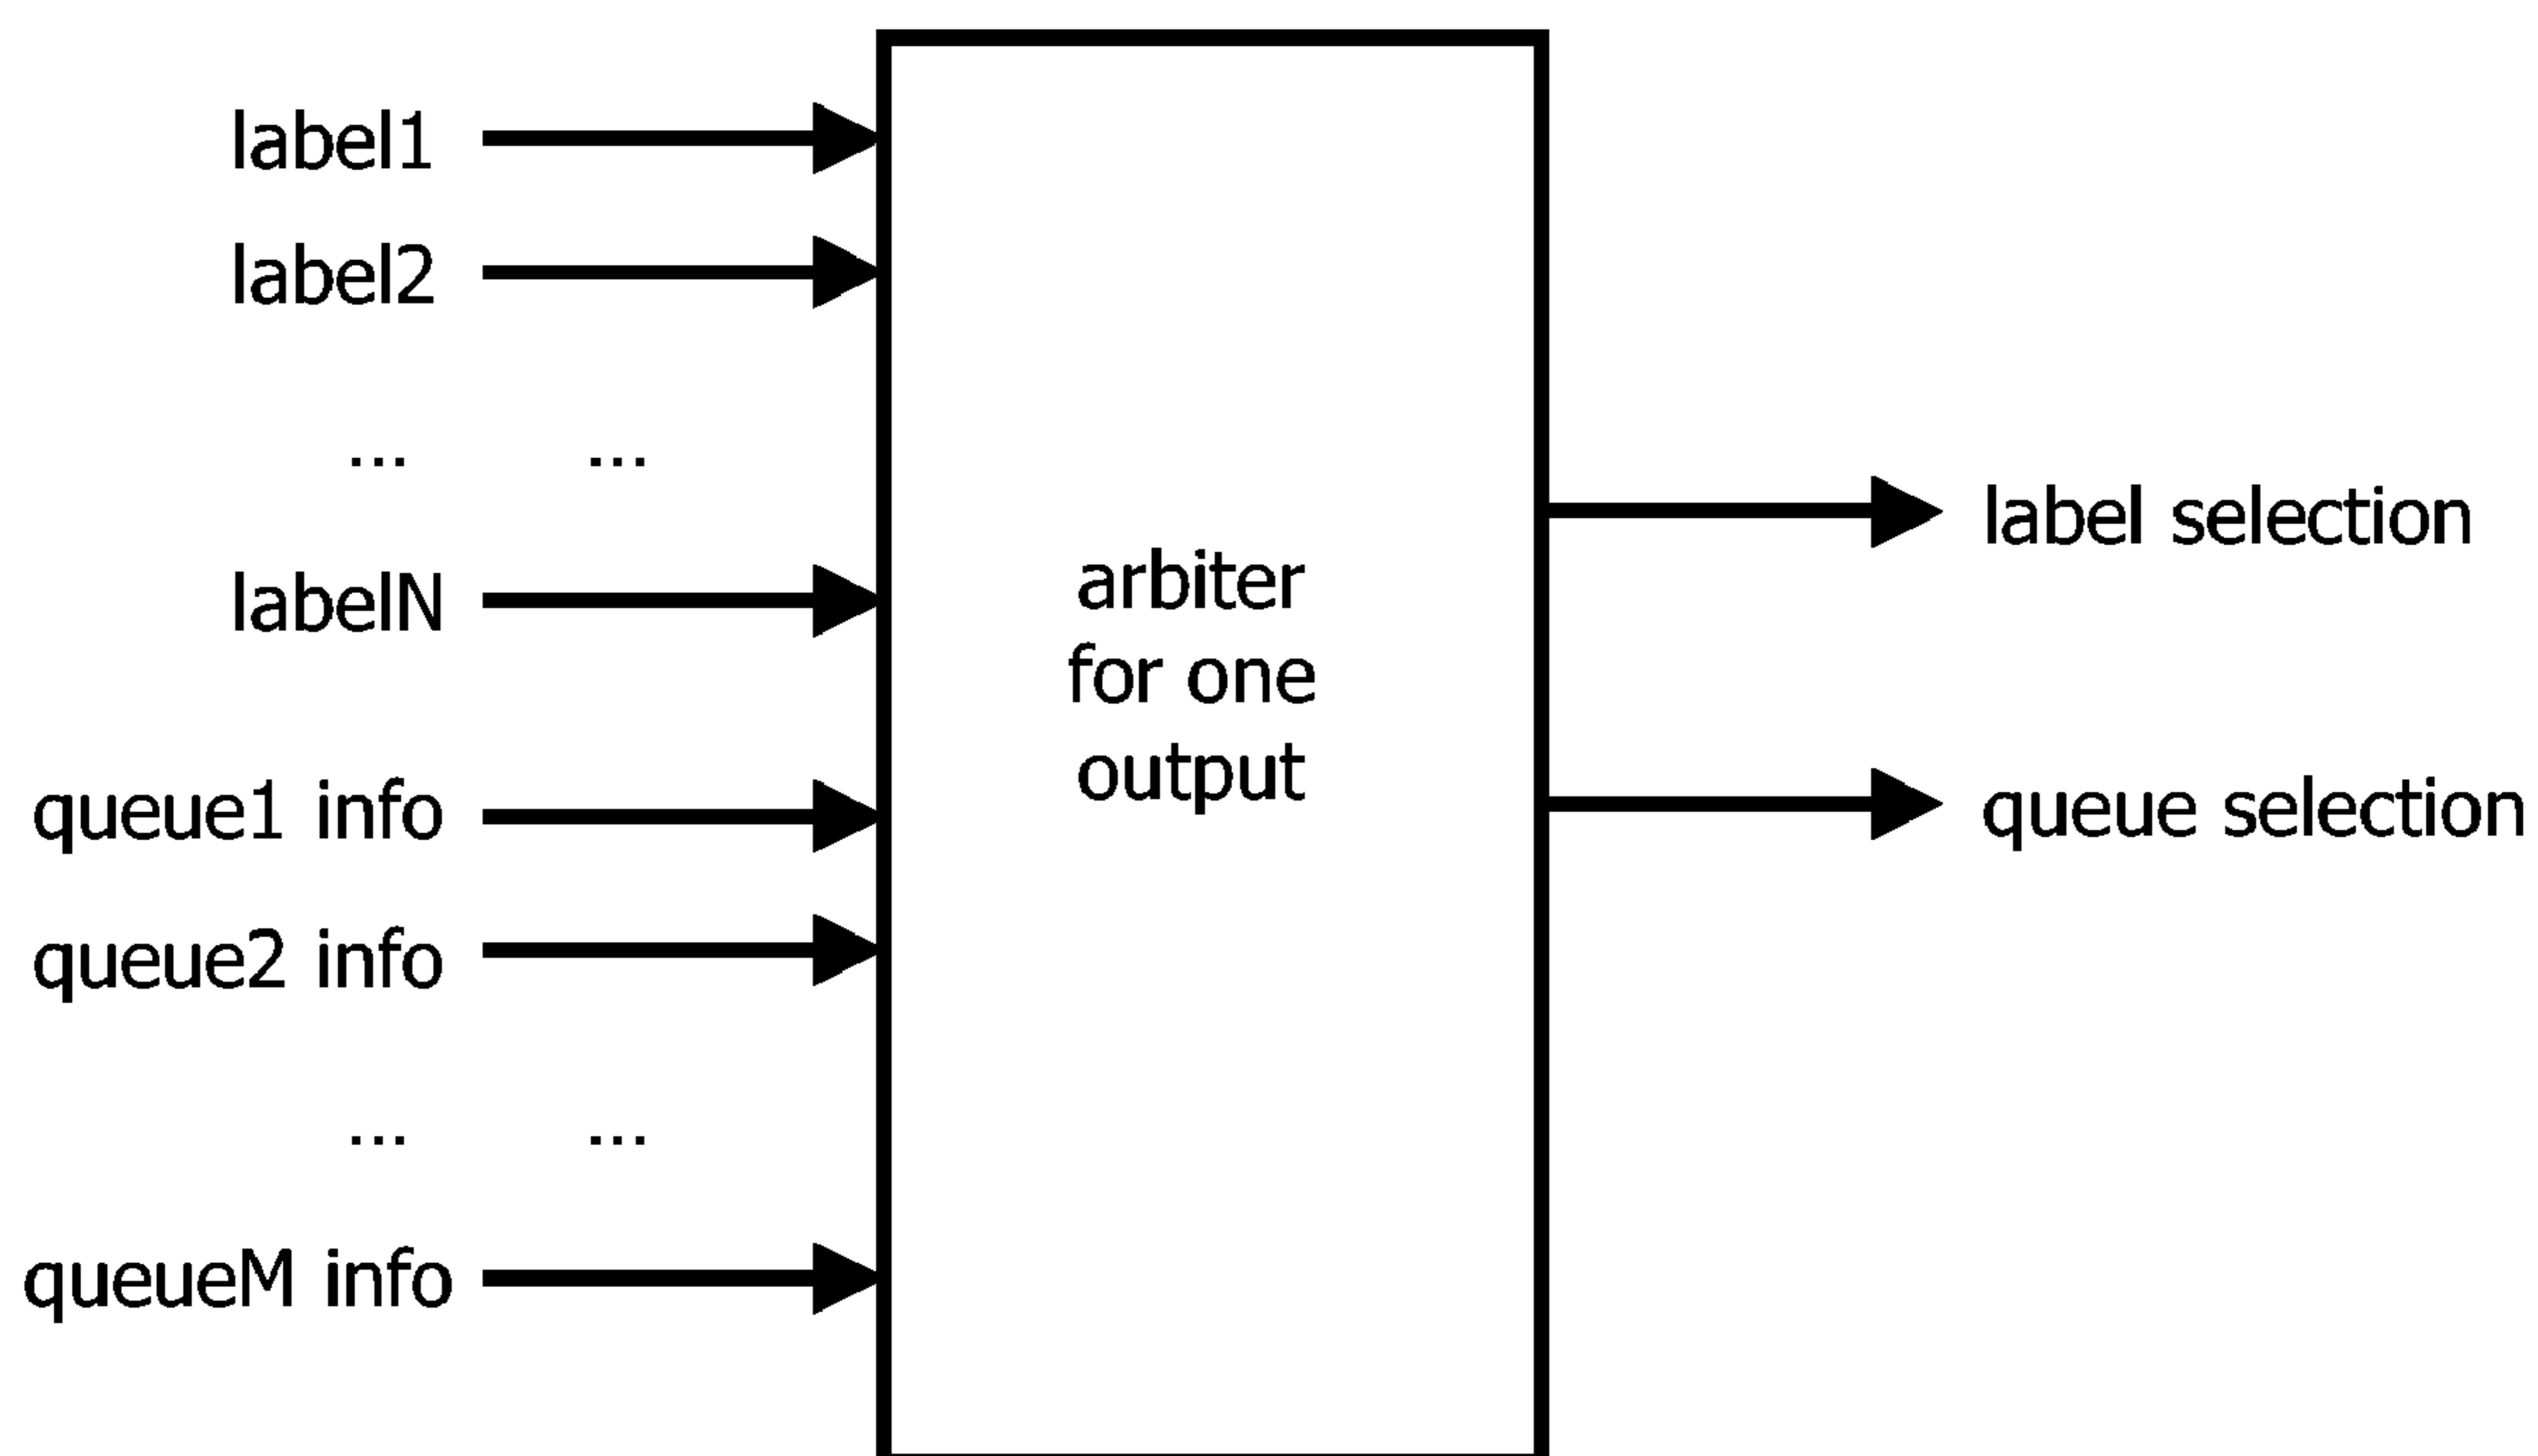 label1
label2
... ...
labelN
queue1 info
queue2 info
... ...
queueM info
arbiter
for one
output
label selection
queue selection